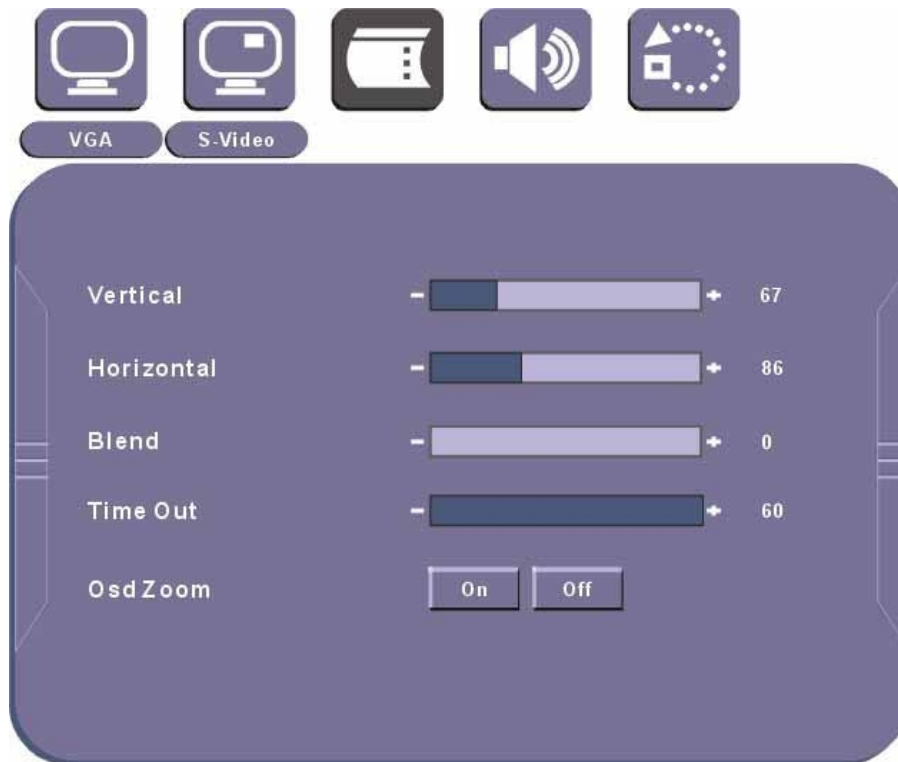 VGA S-Video
Vertical - + 67
Horizontal - + 86
Blend - + 0
Time Out - + 60
Osd Zoom On Off